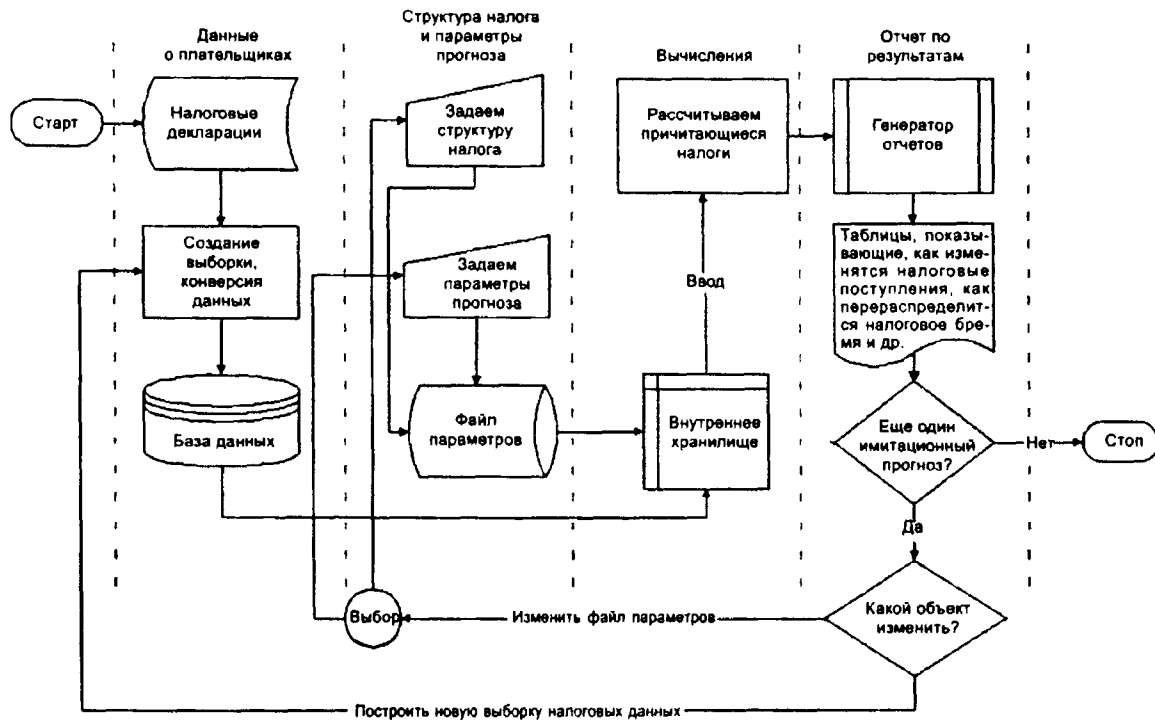 Данные
о плательщиках
Структура налога
и параметры
прогноза
Вычисления
Отчет по
результатам
Старт
Налоговые
декларации
Задаем
структуру
налога
Рассчитываем
причитающиеся
налоги
Генератор
отчетов
Создание
выборки,
конверсия
данных
Задаем
параметры
прогноза
Ввод
Таблицы, показы-
вающие, как изме-
нятся налоговые
поступления, как
перераспределит-
ся налоговое бре-
мя и др.
База данных
Файл
параметров
Внутреннее
хранилище
Еще один
имитационный
прогноз?
Нет
Стоп
Да
Какой объект
изменить?
Изменить файл параметров
Выбор
Построить новую выборку налоговых данных